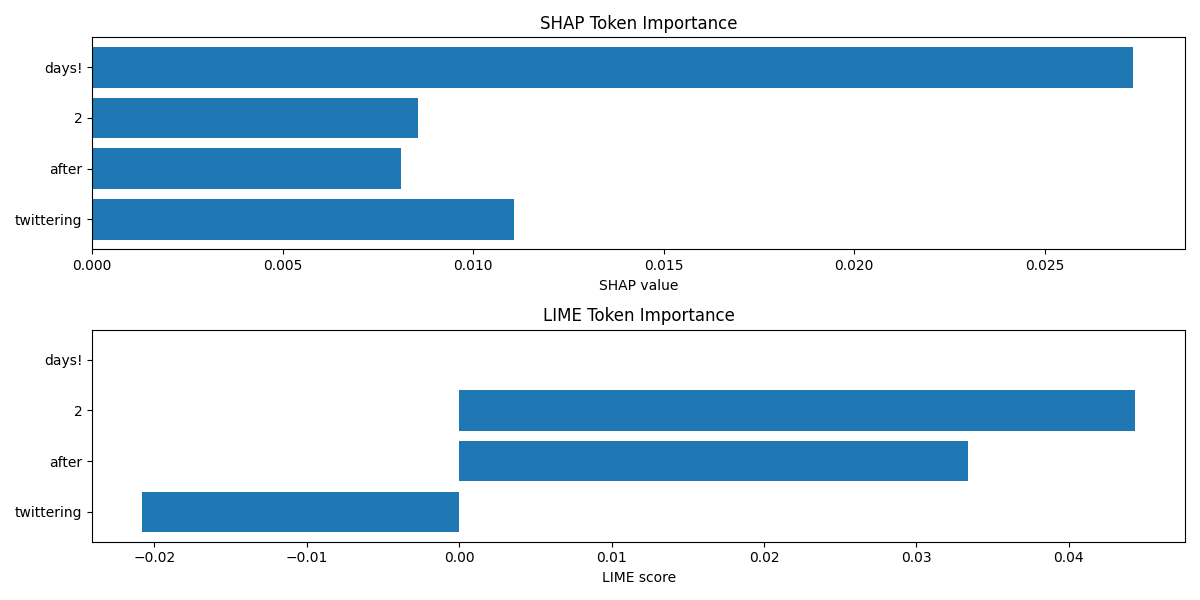 SHAP Token Importance
days!
2
after
twittering
0.000 0.005 0.010 0.015 0.020 0.025
SHAP value
LIME Token Importance
days!
2
after
twittering
−0.02 −0.01 0.00 0.01 0.02 0.03 0.04
LIME score